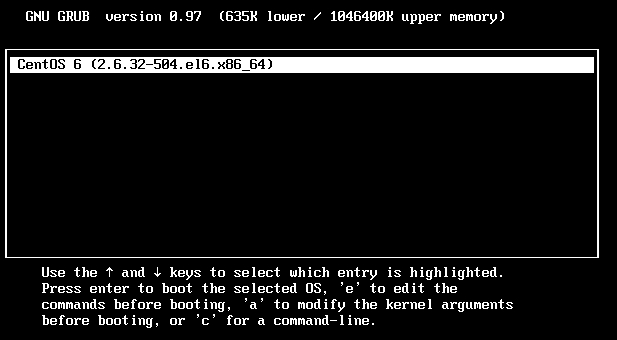 GNU GRUB  version 0.97  (635K lower / 1046400K upper memory)
CentOS 6 (2.6.32-504.el6.x86_64)
Use the ↑ and ↓ keys to select which entry is highlighted.
Press enter to boot the selected OS, 'e' to edit the
commands before booting, 'a' to modify the kernel arguments
before booting, or 'c' for a command-line.